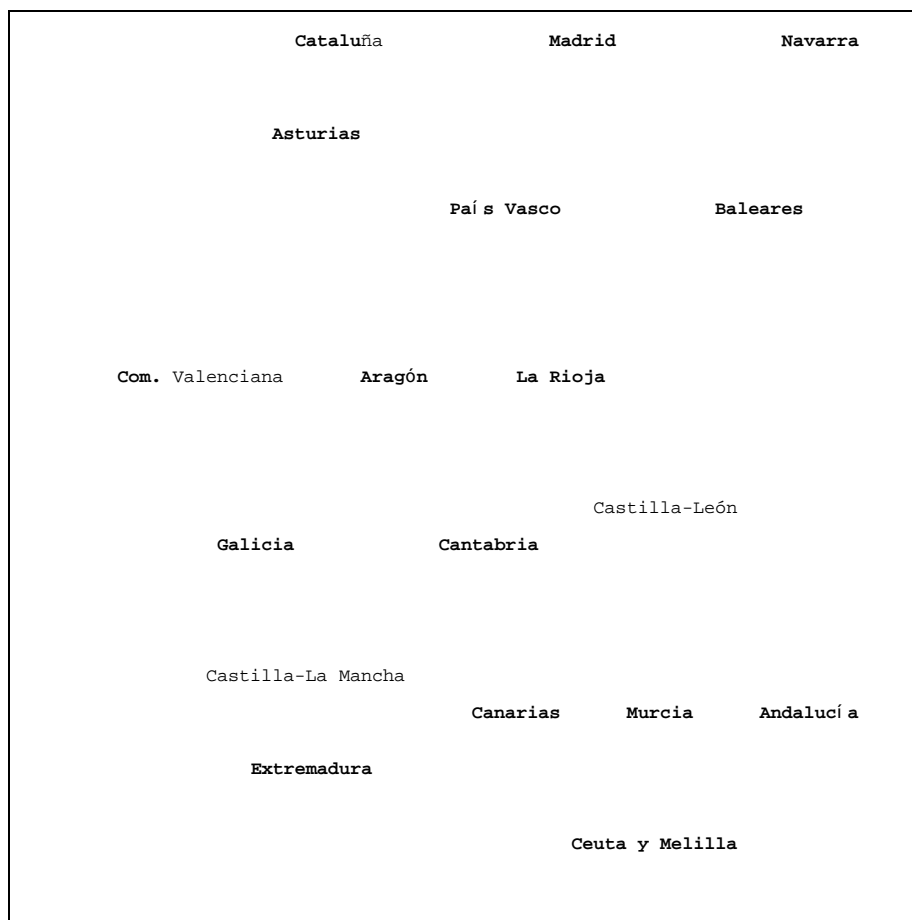 Cataluña Madrid Navarra
Asturias
País Vasco Baleares
Com. Valenciana Aragón La Rioja
Castilla-León
Galicia Cantabria
Castilla-La Mancha
Canarias Murcia Andalucía
Extremadura
Ceuta y Melilla